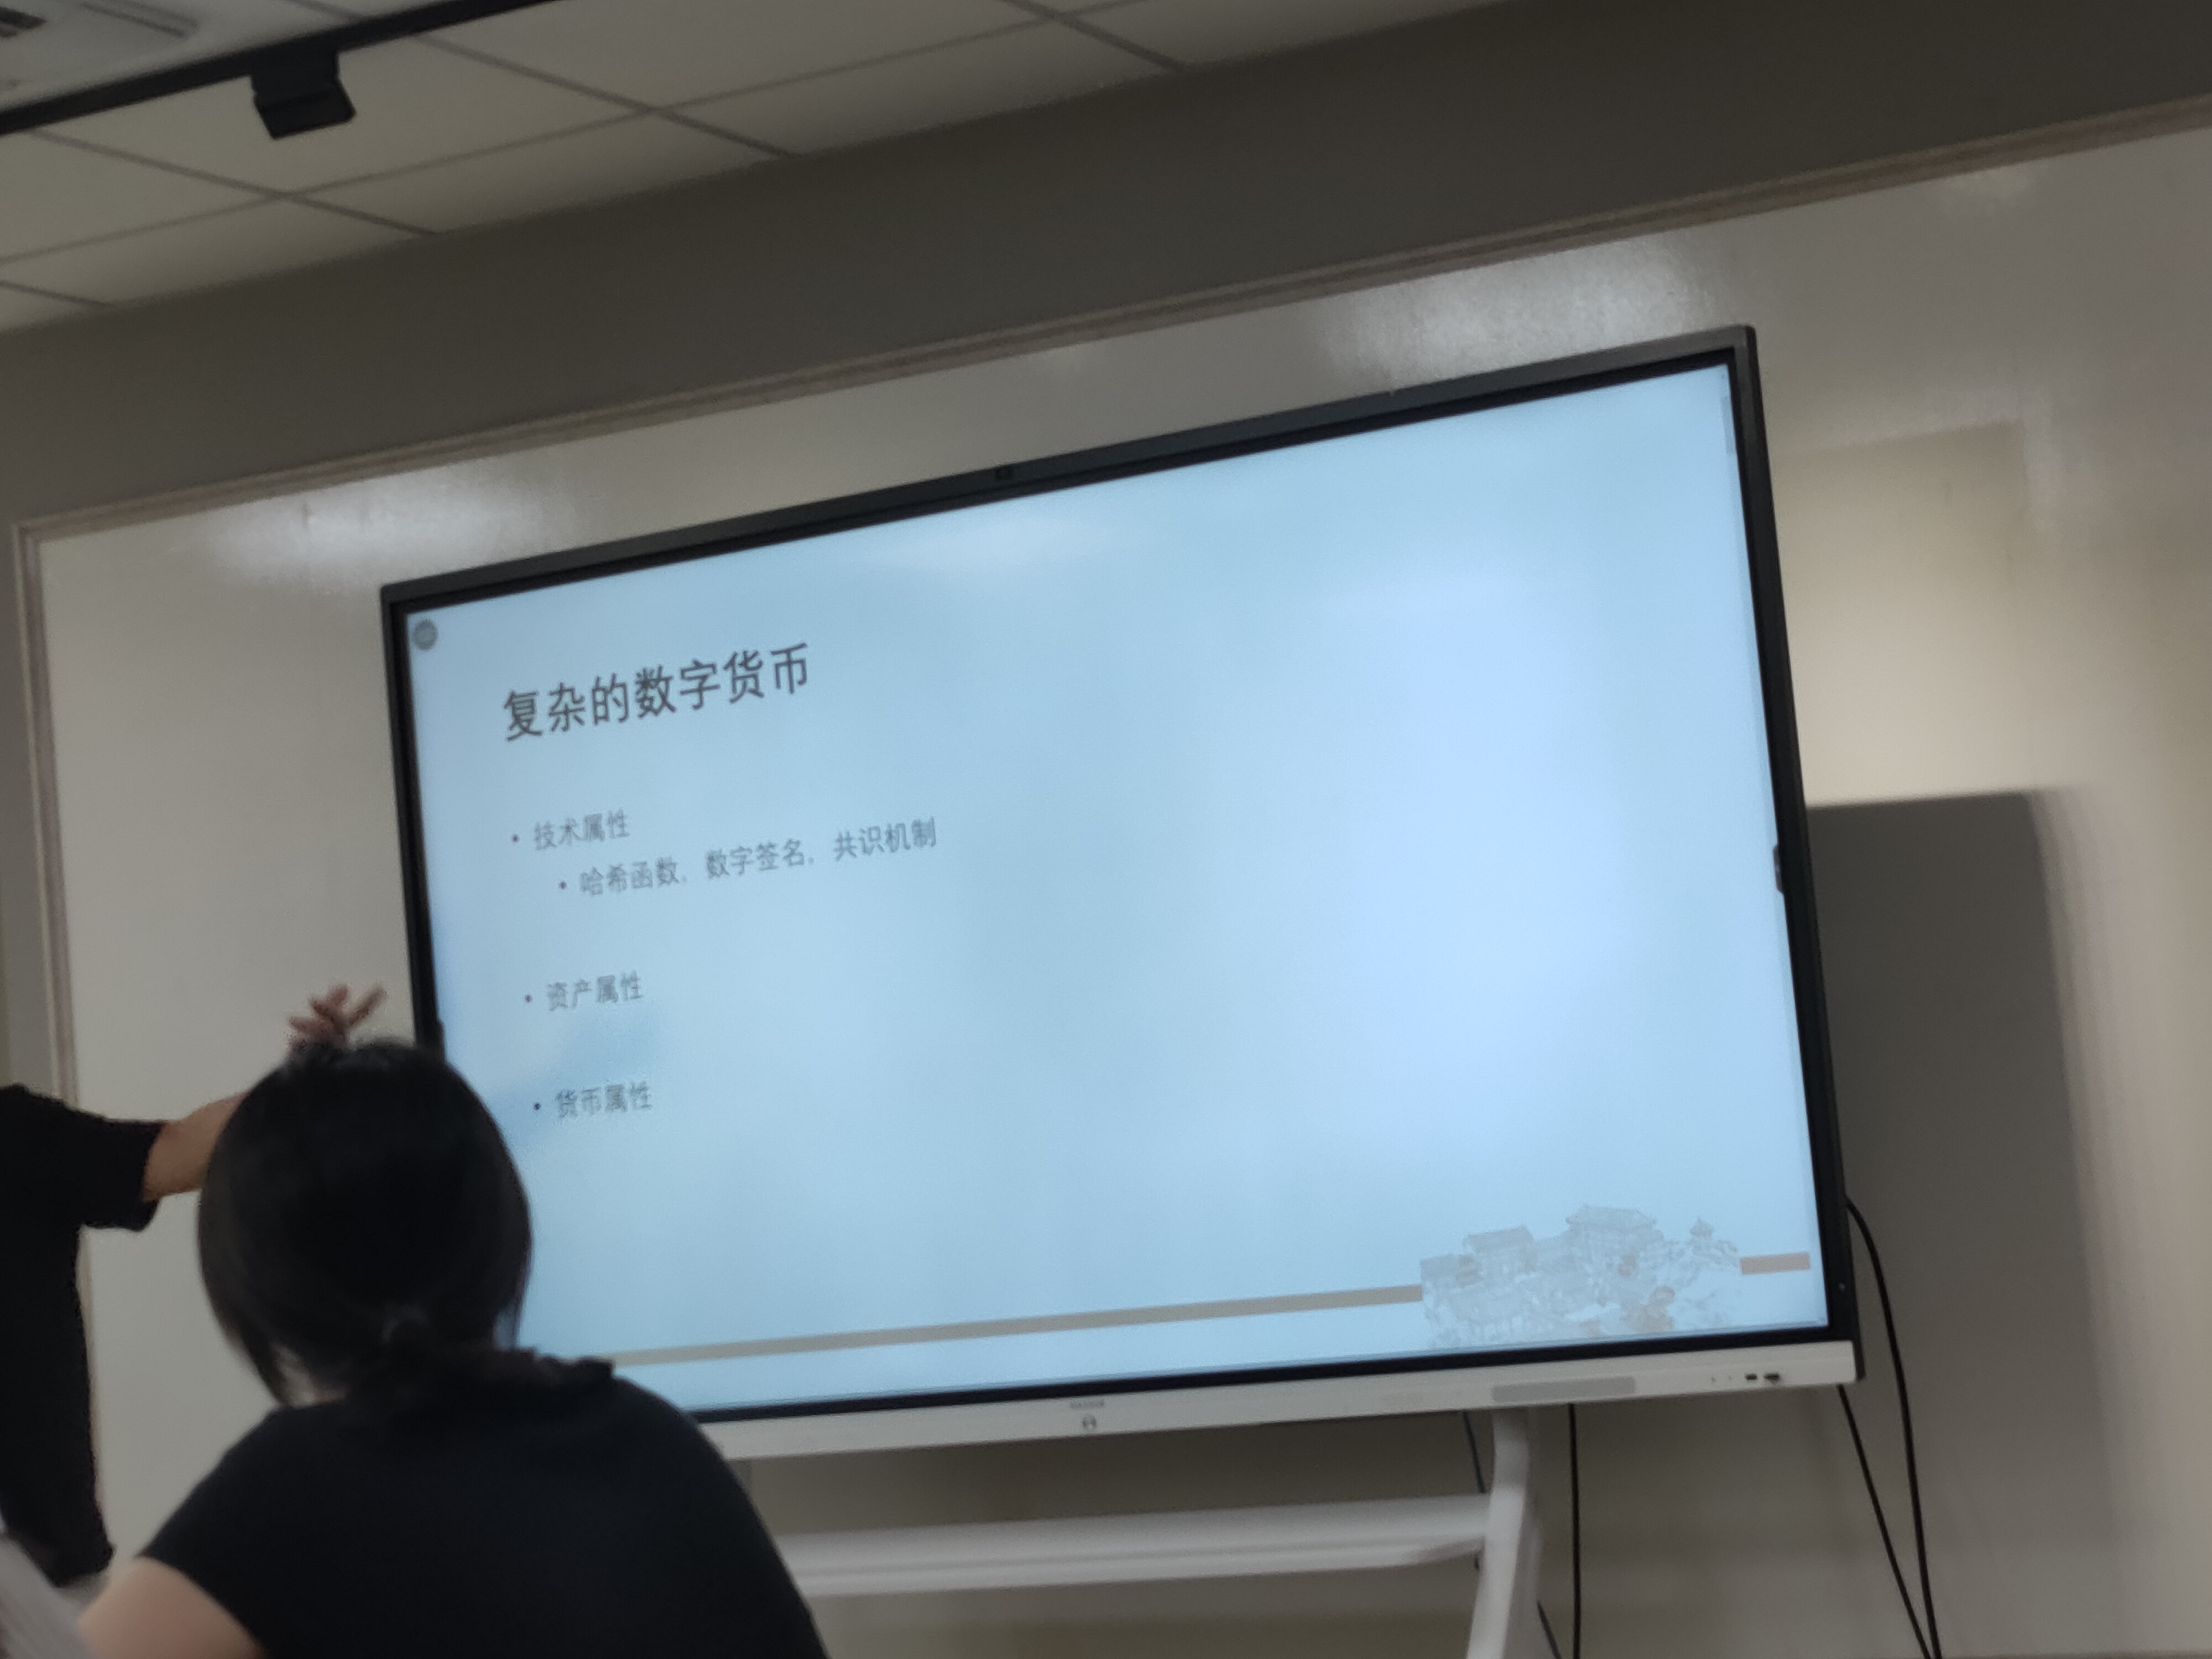 复杂的数字货币
• 技术属性
• 哈希函数、数字签名、共识机制
• 资产属性
• 货币属性